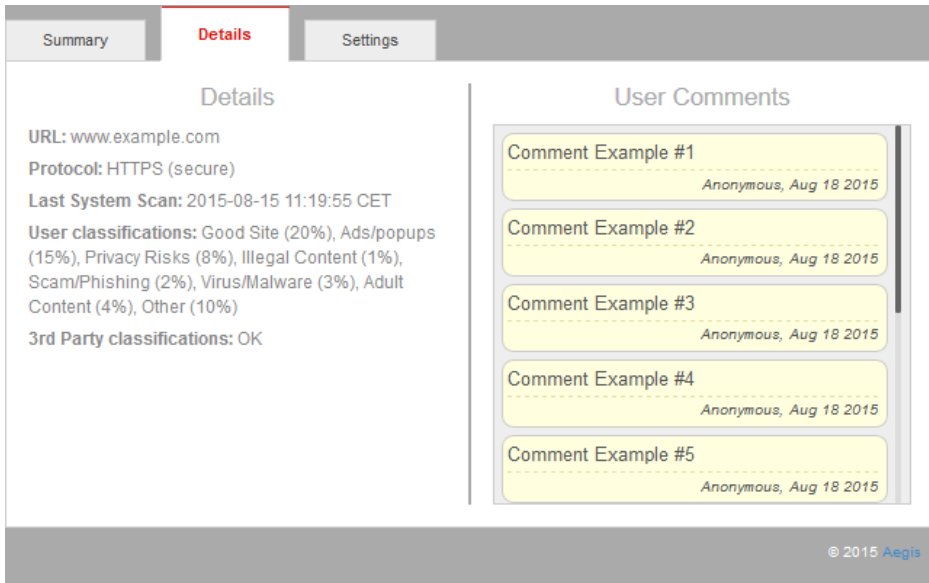 Summary
Details
Settings
Details
URL: www.example.com
Protocol: HTTPS (secure)
Last System Scan: 2015-08-15 11:19:55 CET
User classifications: Good Site (20%), Ads/popups
(15%), Privacy Risks (8%), Illegal Content (1%),
Scam/Phishing (2%), Virus/Malware (3%), Adult
Content (4%), Other (10%)
3rd Party classifications: OK
User Comments
Comment Example #1
Anonymous, Aug 18 2015
Comment Example #2
Anonymous, Aug 18 2015
Comment Example #3
Anonymous, Aug 18 2015
Comment Example #4
Anonymous, Aug 18 2015
Comment Example #5
Anonymous, Aug 18 2015
© 2015 Aegis